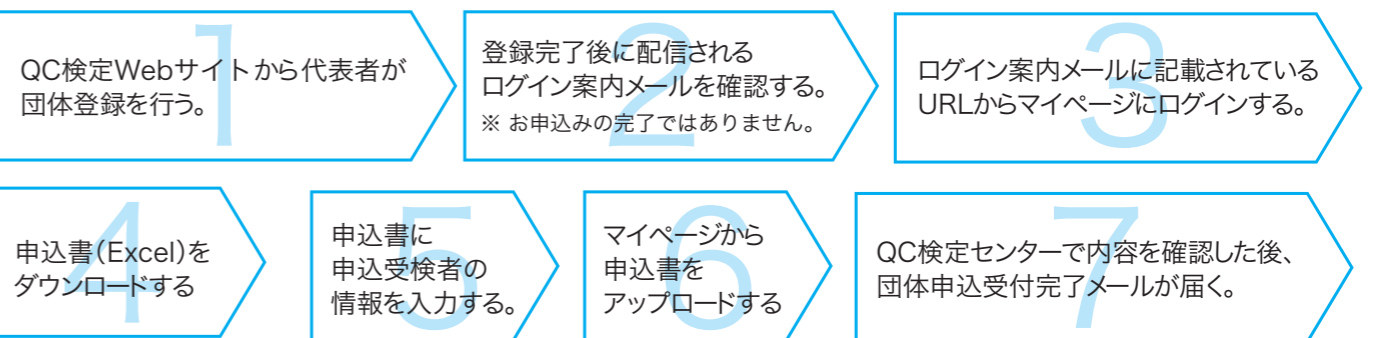 1
QC検定Webサイトから代表者が
団体登録を行う。
2
登録完了後に配信される
ログイン案内メールを確認する。
※ お申込みの完了ではありません。
3
ログイン案内メールに記載されている
URLからマイページにログインする。
4
申込書(Excel)を
ダウンロードする
5
申込書に
申込受検者の
情報を入力する。
6
マイページから
申込書を
アップロードする
7
QC検定センターで内容を確認した後、
団体申込受付完了メールが届く。